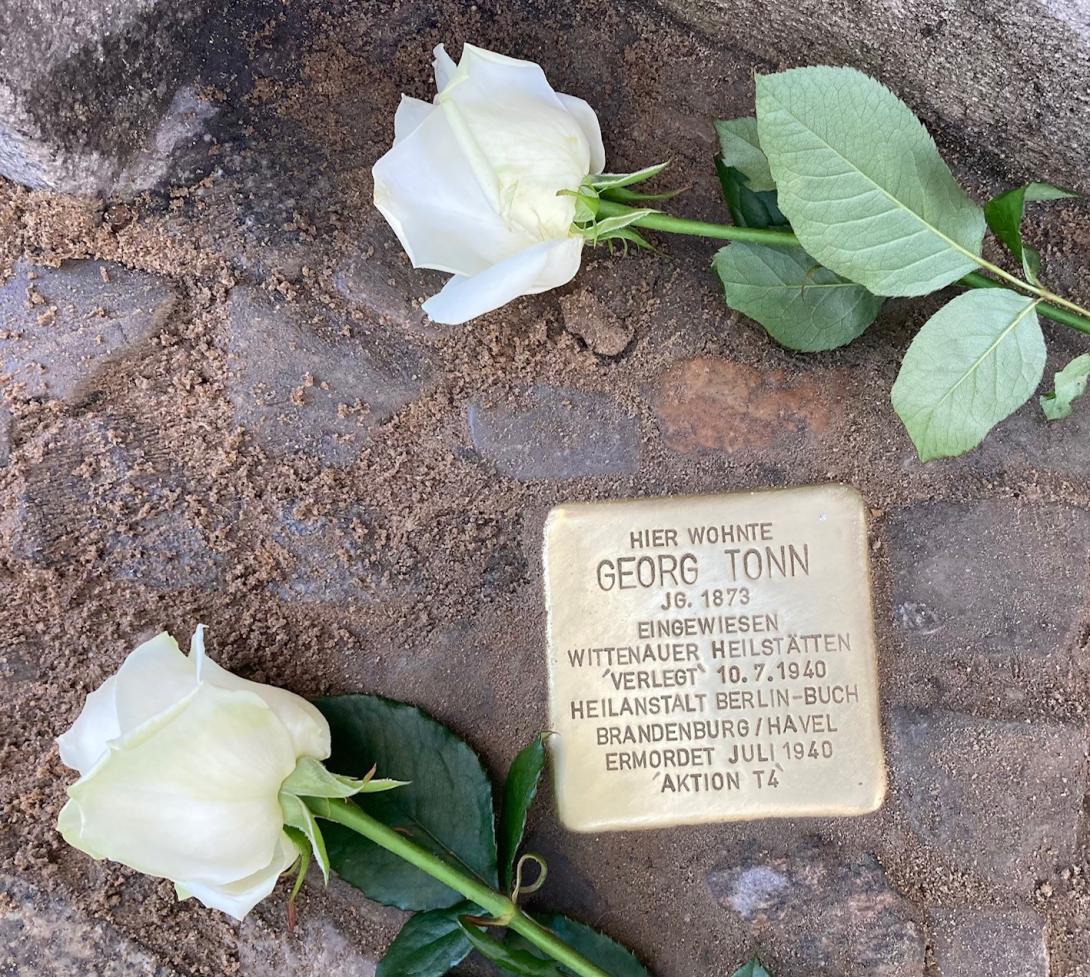 HIER WOHNTE
GEORG TONN
JG. 1873
EINGEWIESEN
WITTENAUER HEILSTÄTTEN
´VERLEGT` 10.7.1940
HEILANSTALT BERLIN-BUCH
BRANDENBURG/HAVEL
ERMORDET JULI 1940
´AKTION T4`